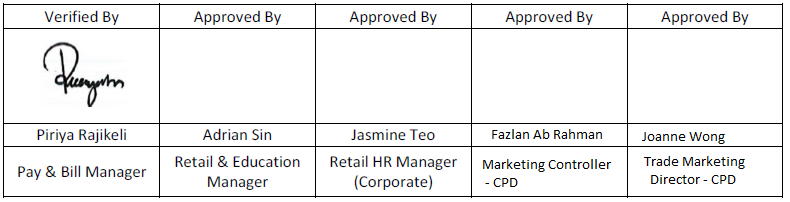 Verified By Approved By Approved By Approved By Approved By
Piriya Rajikeli Adrian Sin Jasmine Teo Fazlan Ab Rahman Joanne Wong
Pay & Bill Manager Retail & Education Manager Retail HR Manager (Corporate) Marketing Controller - CPD Trade Marketing Director - CPD